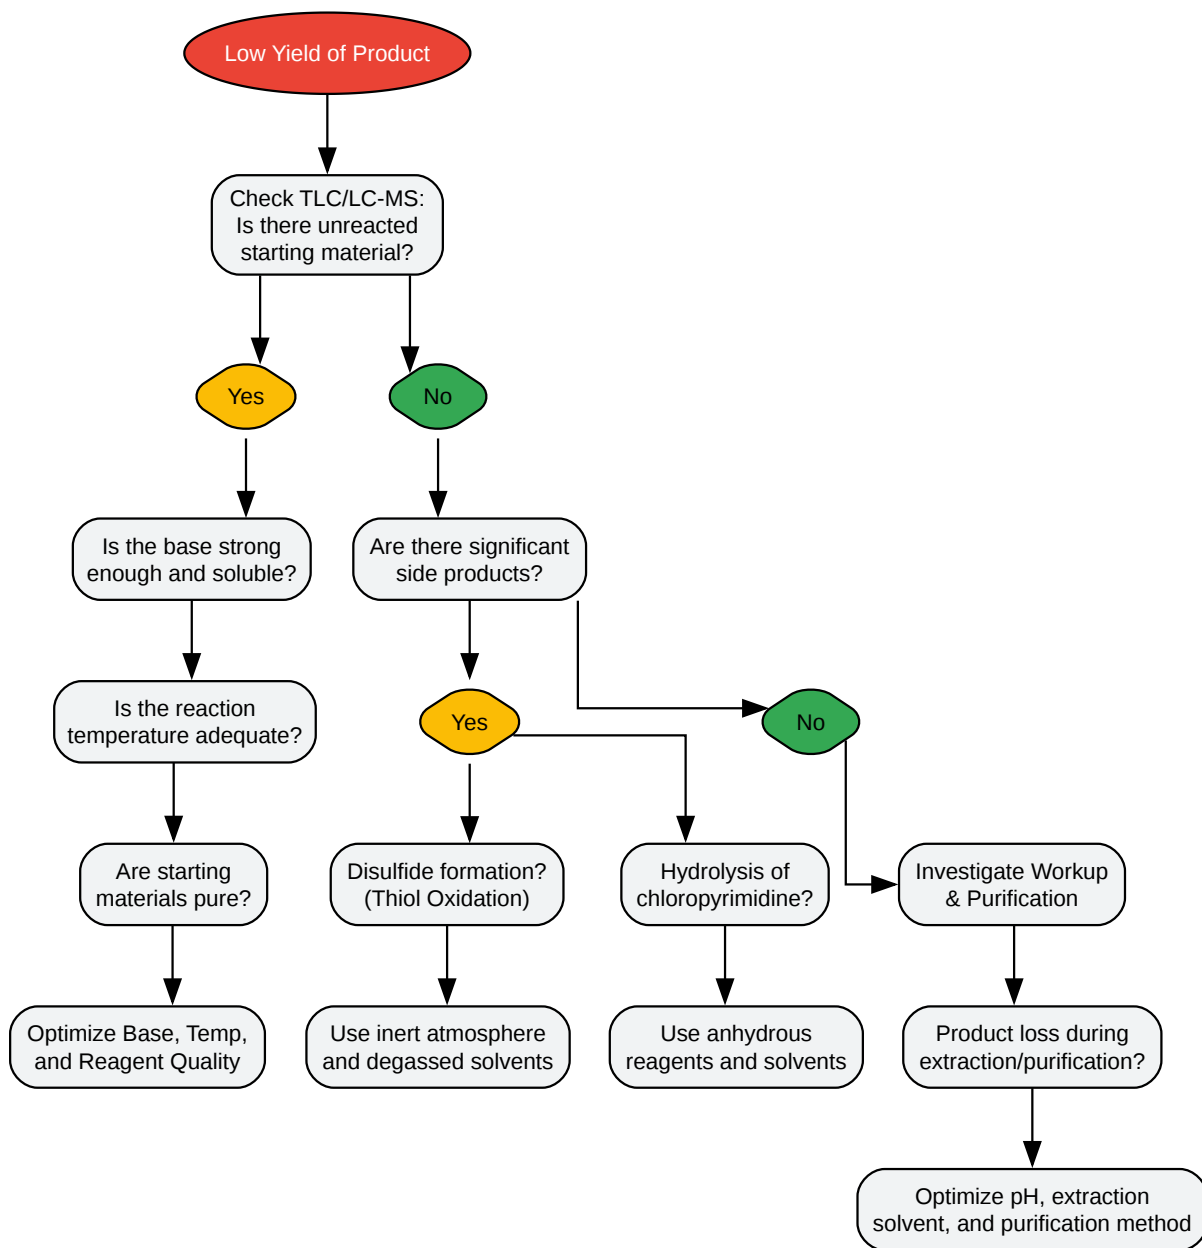 Low Yield of Product
Check TLC/LC-MS:
Is there unreacted
starting material?
Yes
No
Is the base strong
enough and soluble?
Are there significant
side products?
Is the reaction
temperature adequate?
Yes
No
Are starting
materials pure?
Disulfide formation?
(Thiol Oxidation)
Hydrolysis of
chloropyrimidine?
Investigate Workup
& Purification
Optimize Base, Temp,
and Reagent Quality
Use inert atmosphere
and degassed solvents
Use anhydrous
reagents and solvents
Product loss during
extraction/purification?
Optimize pH, extraction
solvent, and purification method